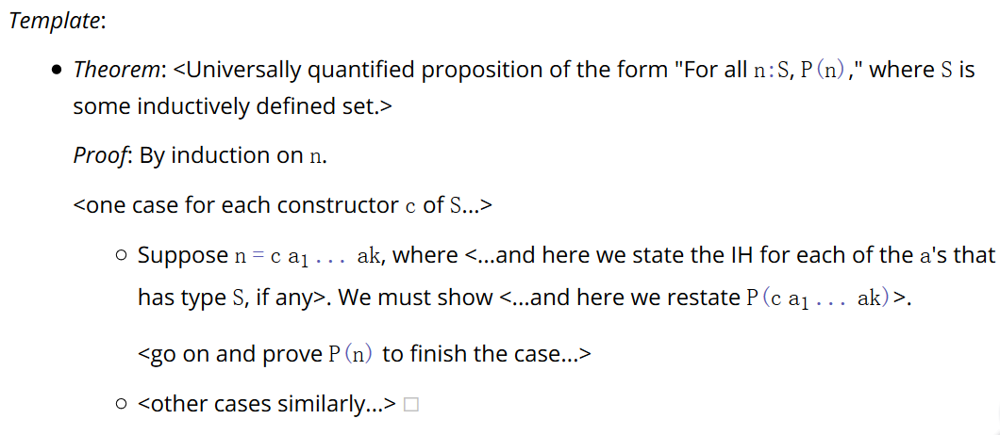 Template:
• Theorem: <Universally quantified proposition of the form "For all n:S, P(n)," where S is
some inductively defined set.>
Proof: By induction on n.
<one case for each constructor c of S...>
○ Suppose n = c a₁ ... ak, where <...and here we state the IH for each of the a's that
has type S, if any>. We must show <...and here we restate P(c a₁ ... ak)>.
<go on and prove P(n) to finish the case...>
○ <other cases similarly...> □